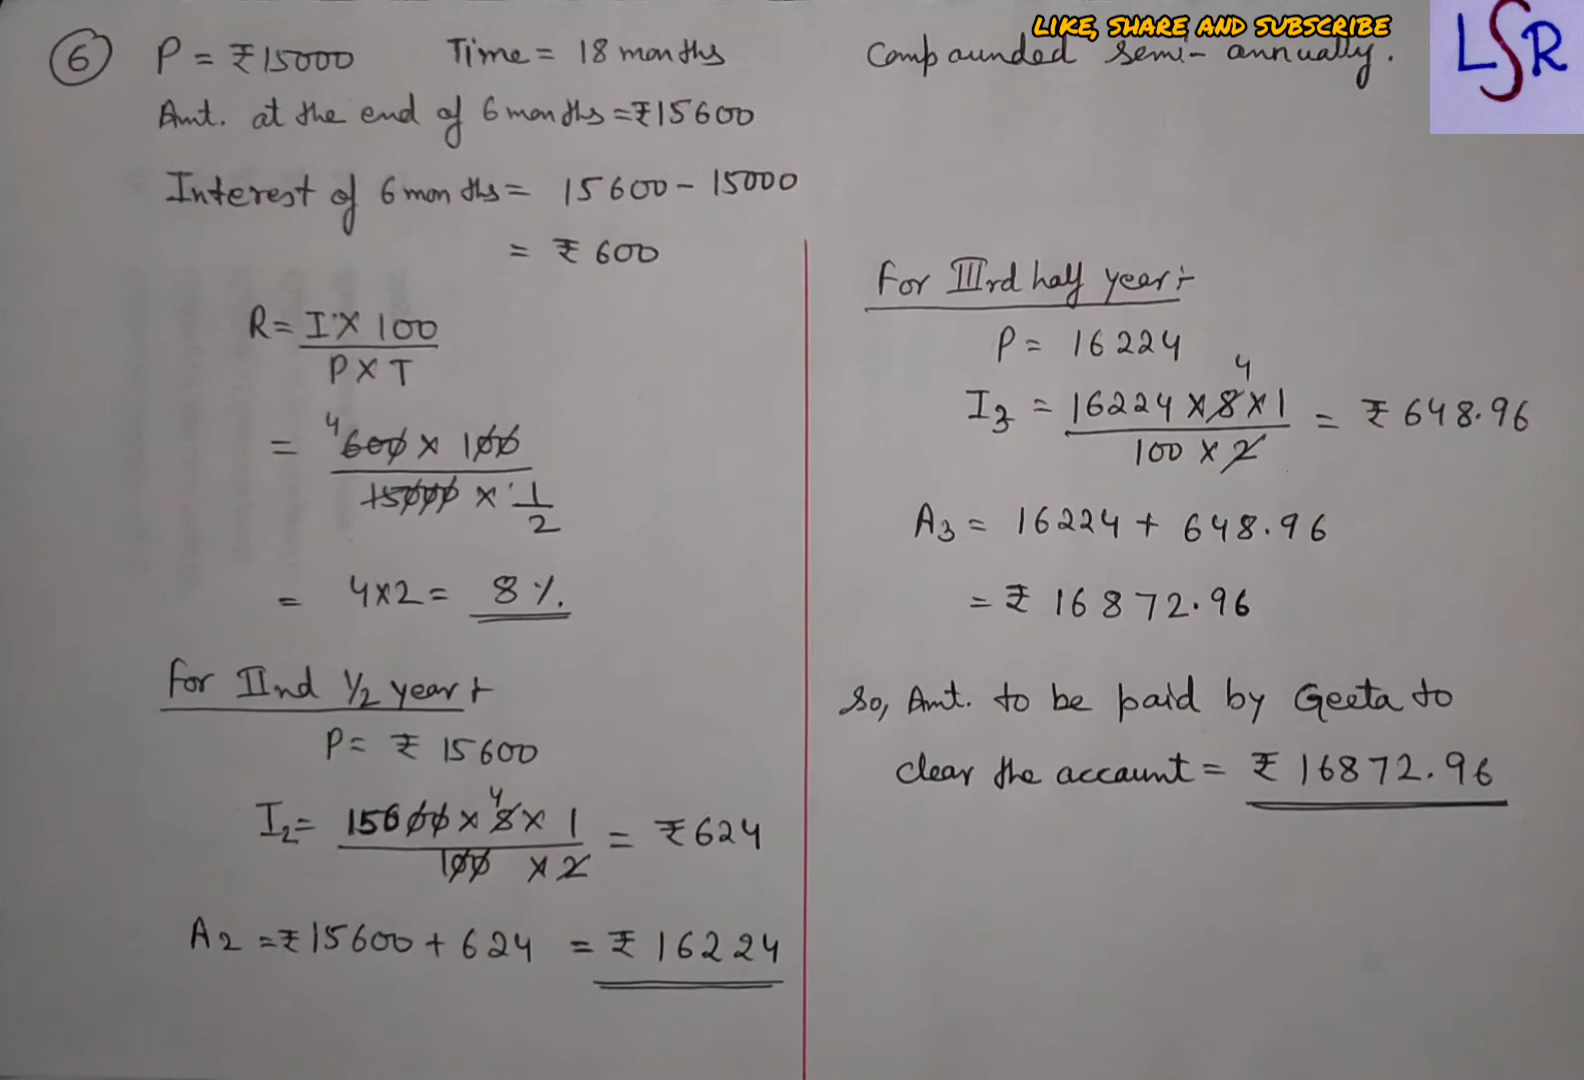 LIKE, SHARE AND SUBSCRIBE
LSR
6 P = ₹15000 Time = 18 months Compounded semi-annually.
Amt. at the end of 6 months = ₹15600
Interest of 6 months = 15600 - 15000
= ₹ 600
R = I × 100
P × T
4
= 600 × 100
15000 × 1
2
= 4×2 = 8 %.
for IInd 1/2 year :-
P = ₹ 15600
4
I2 = 15600 × 8 × 1 = ₹624
100 × 2
A2 = ₹15600 + 624 = ₹ 16224
for IIIrd half year :-
P = 16224
4
I3 = 16224 × 8 × 1 = ₹ 648.96
100 × 2
A3 = 16224 + 648.96
= ₹ 16872.96
So, Amt. to be paid by Geeta to
clear the account = ₹ 16872.96